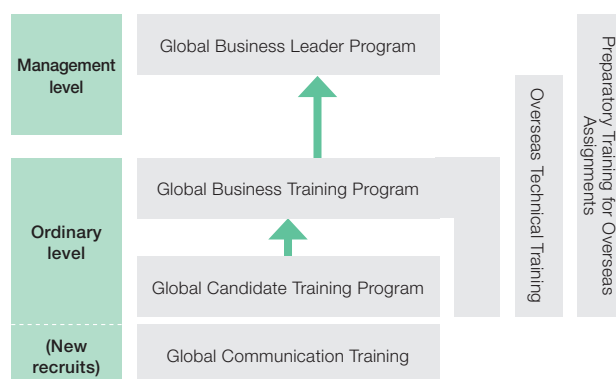 Management
level
Global Business Leader Program
Ordinary
level
Global Business Training Program
Global Candidate Training Program
(New
recruits)
Global Communication Training
Overseas Technical Training
Preparatory Training for Overseas
Assignments